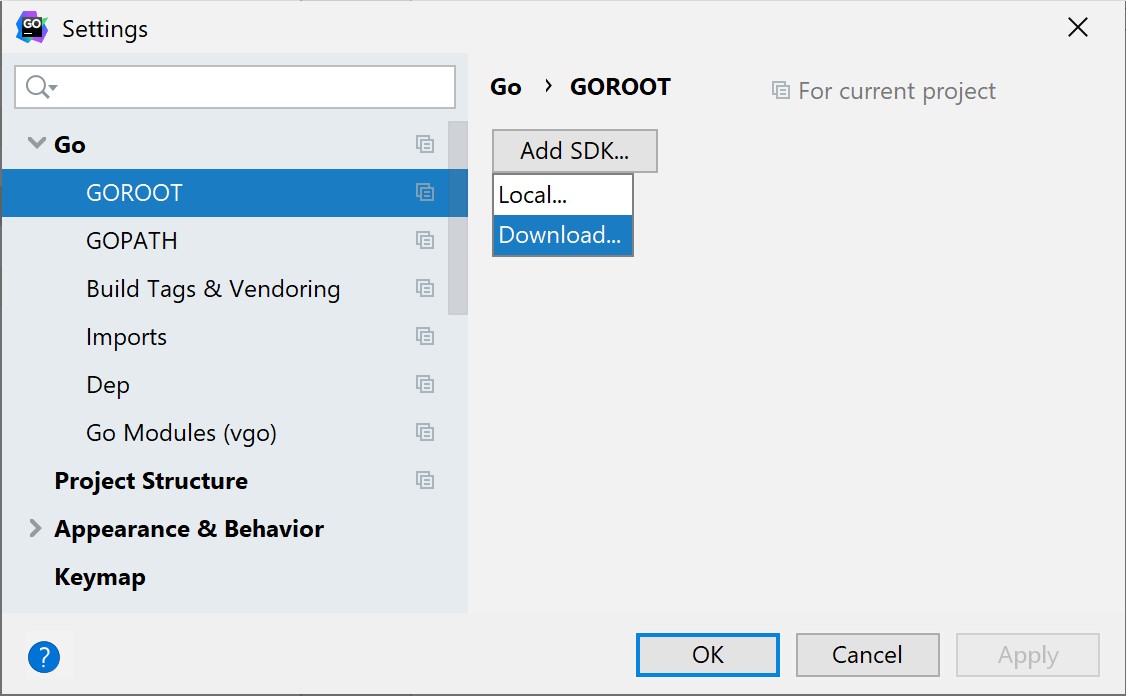 GO
Settings
Go
GOROOT
GOPATH
Build Tags & Vendoring
Imports
Dep
Go Modules (vgo)
Project Structure
Appearance & Behavior
Keymap
Go › GOROOT
For current project
Add SDK...
Local...
Download...
?
OK
Cancel
Apply